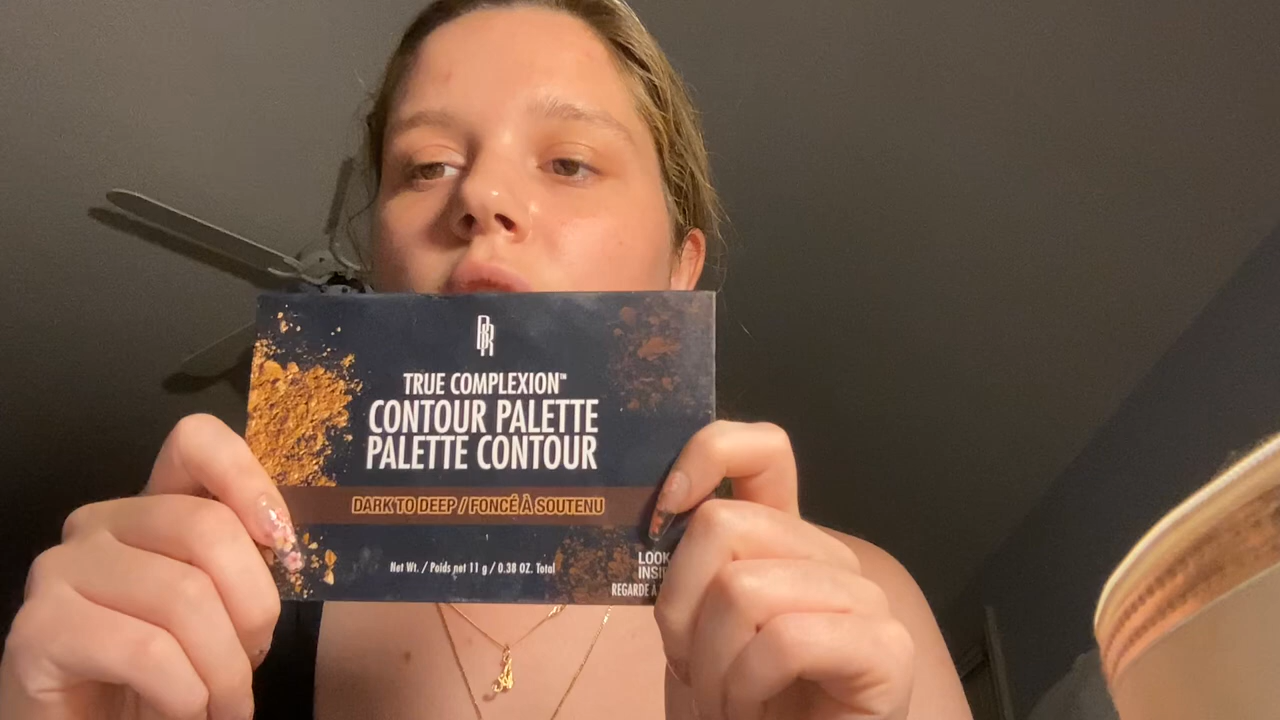 BR
TRUE COMPLEXION™
CONTOUR PALETTE
PALETTE CONTOUR
DARK TO DEEP / FONCÉ À SOUTENU
Net Wt. / Poids net 11 g / 0.38 OZ. Total
LOOK
REGARDE